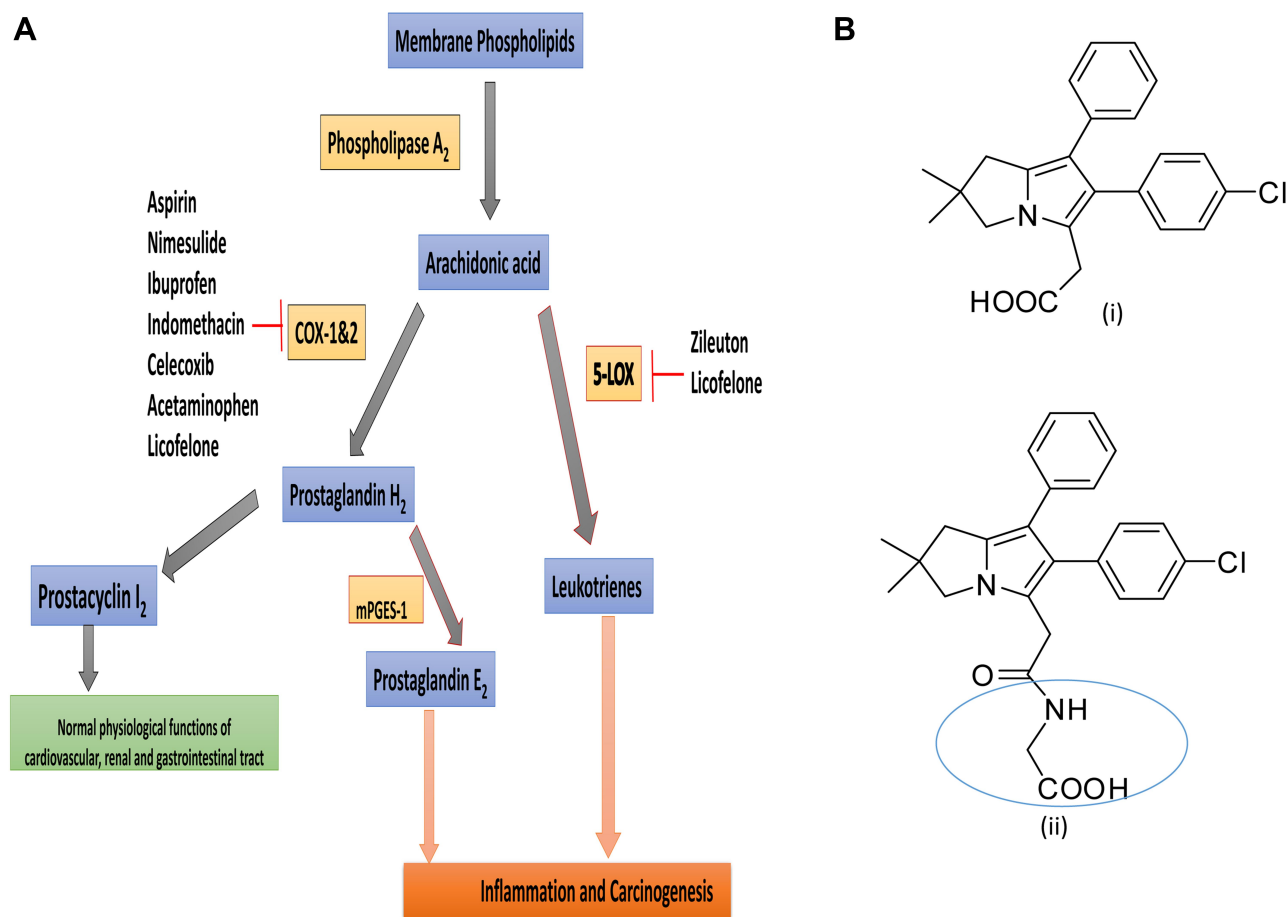 A
Membrane Phospholipids
Phospholipase A2
Aspirin
Nimesulide
Ibuprofen
Indomethacin
Celecoxib
Acetaminophen
Licofelone
COX-1&2
Arachidonic acid
5-LOX
Zileuton
Licofelone
Prostaglandin H2
Prostacyclin I2
mPGES-1
Leukotrienes
Prostaglandin E2
Normal physiological functions of
cardiovascular, renal and gastrointestinal tract
Inflammation and Carcinogenesis
B
N
Cl
HOOC
(i)
N
Cl
O
NH
COOH
(ii)